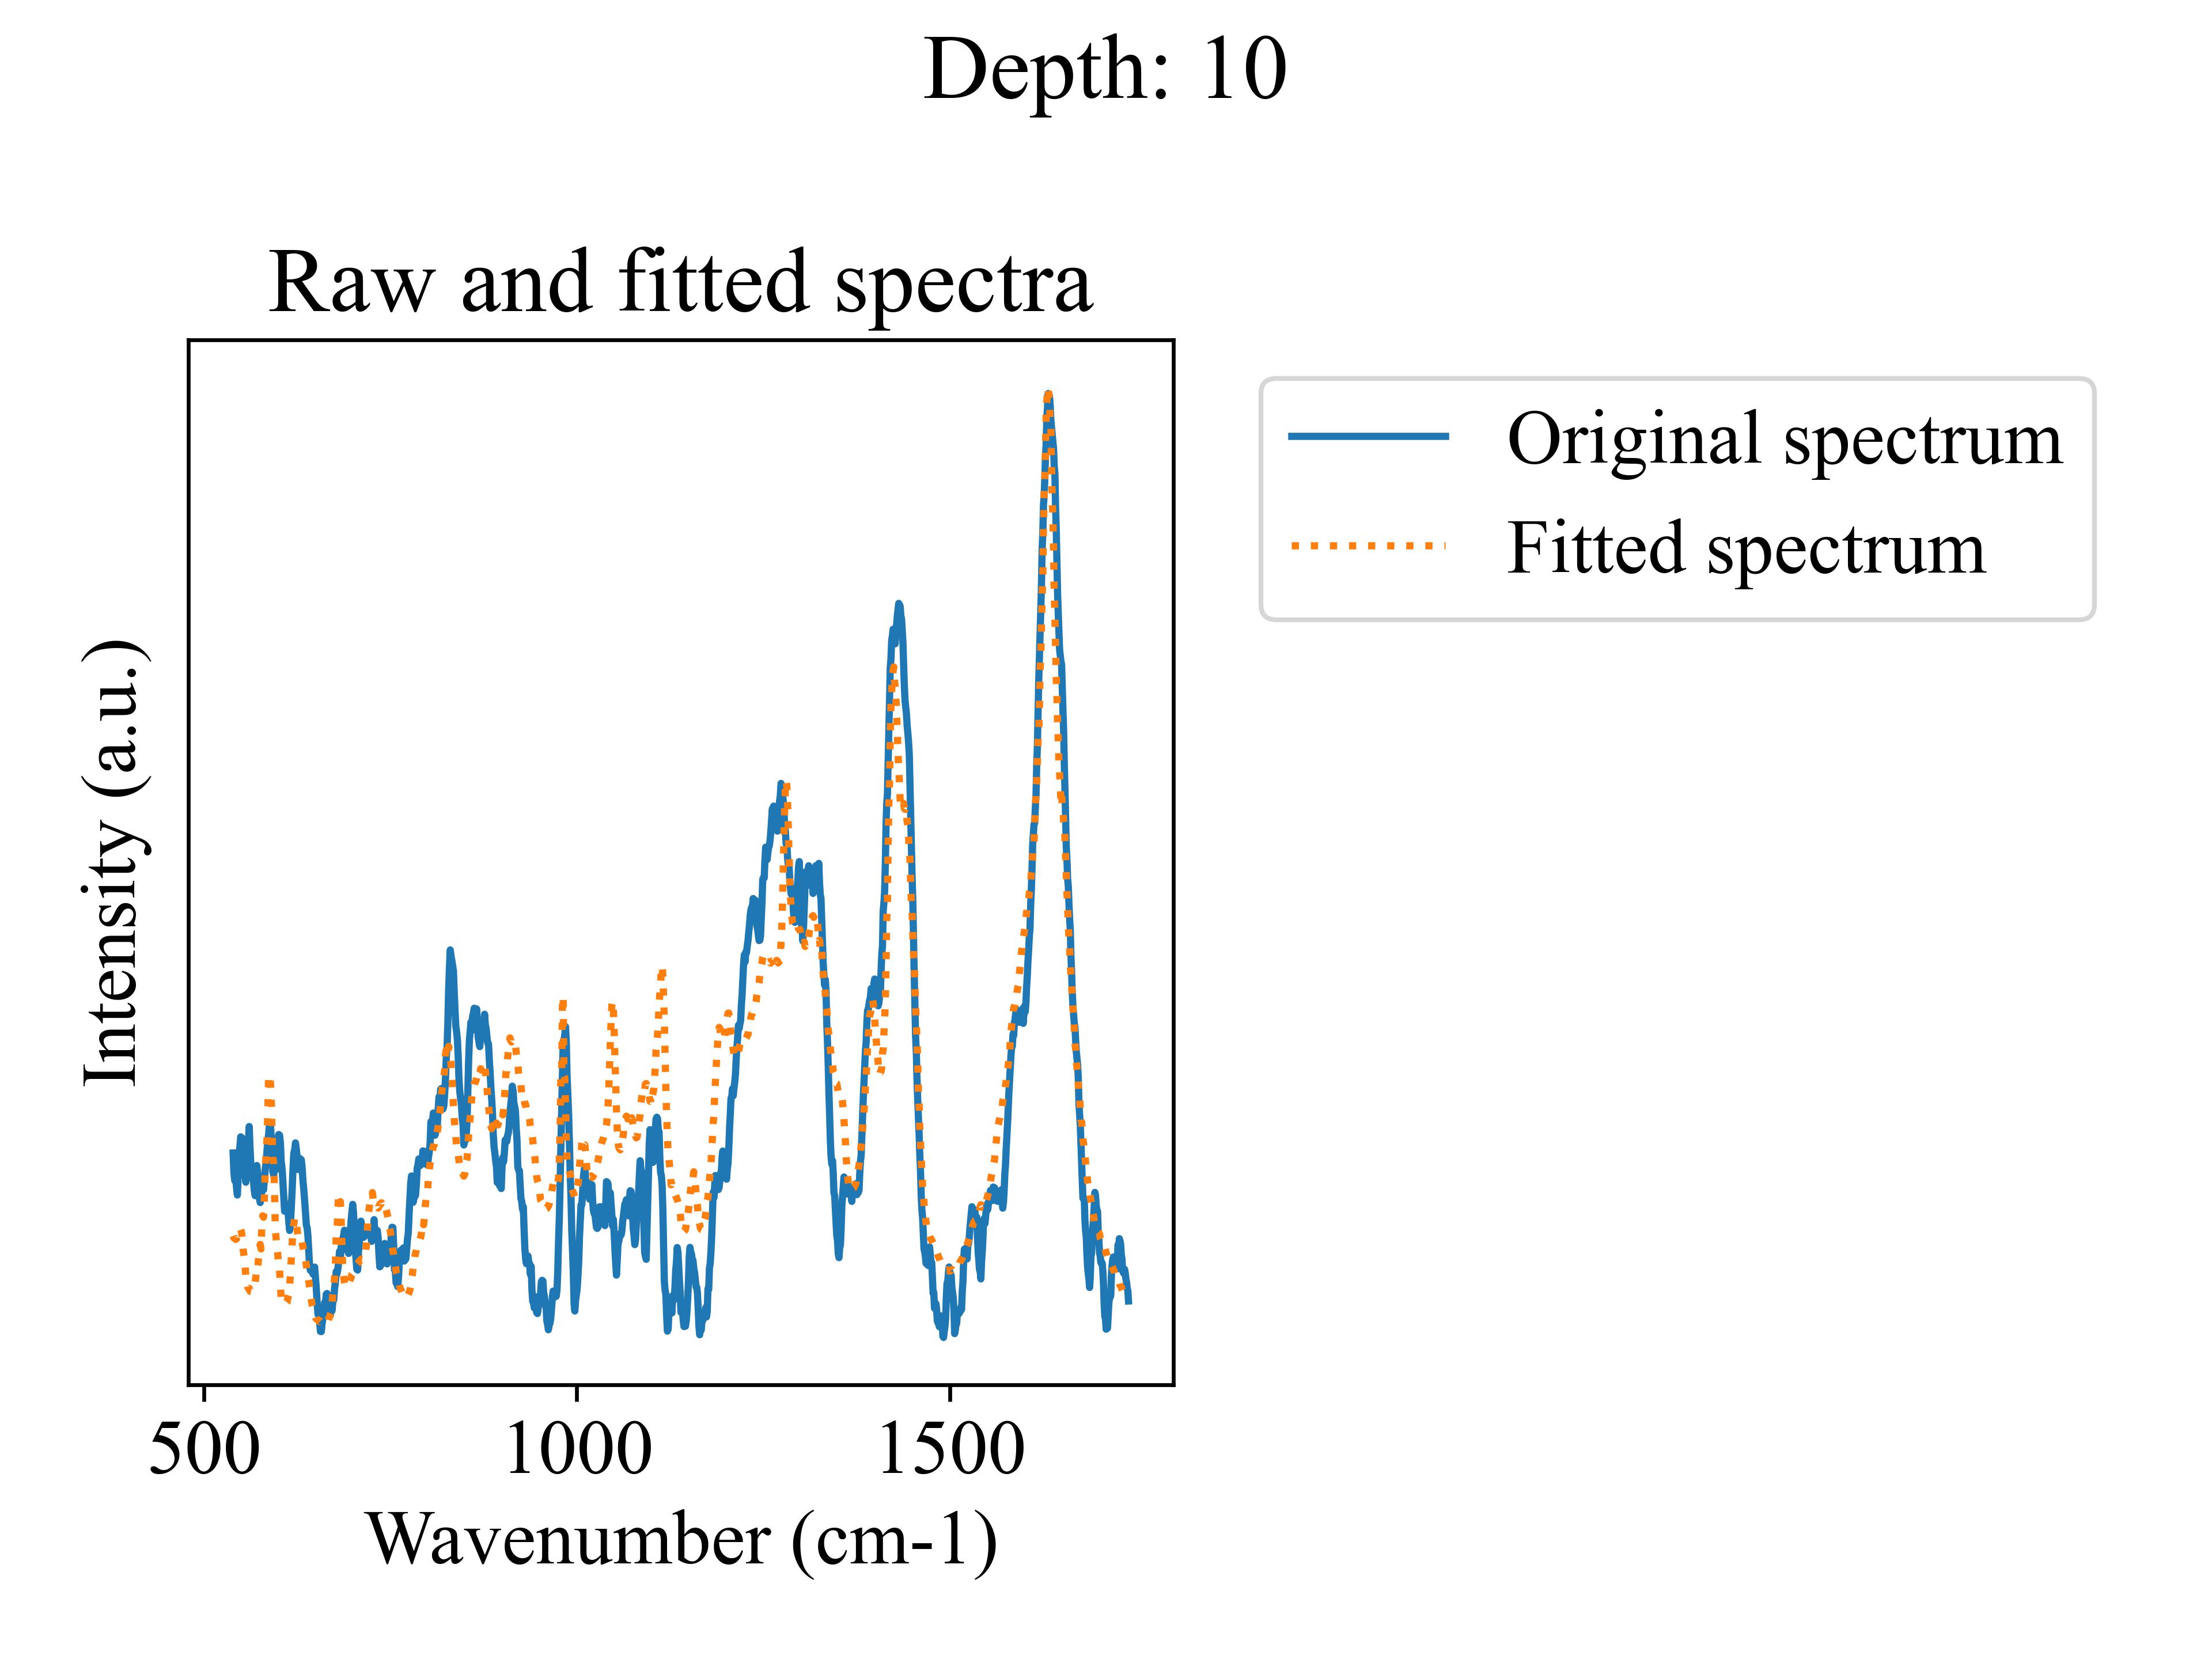 Depth: 10
Raw and fitted spectra
Original spectrum
Fitted spectrum
Intensity (a.u.)
500 1000 1500
Wavenumber (cm-1)